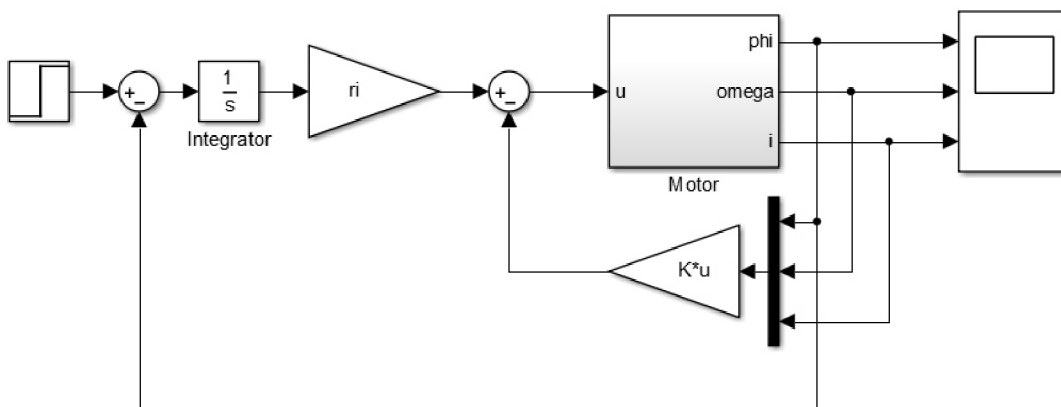 phi
+
−
1
s
ri
+
−
u
omega
Integrator
i
Motor
K*u